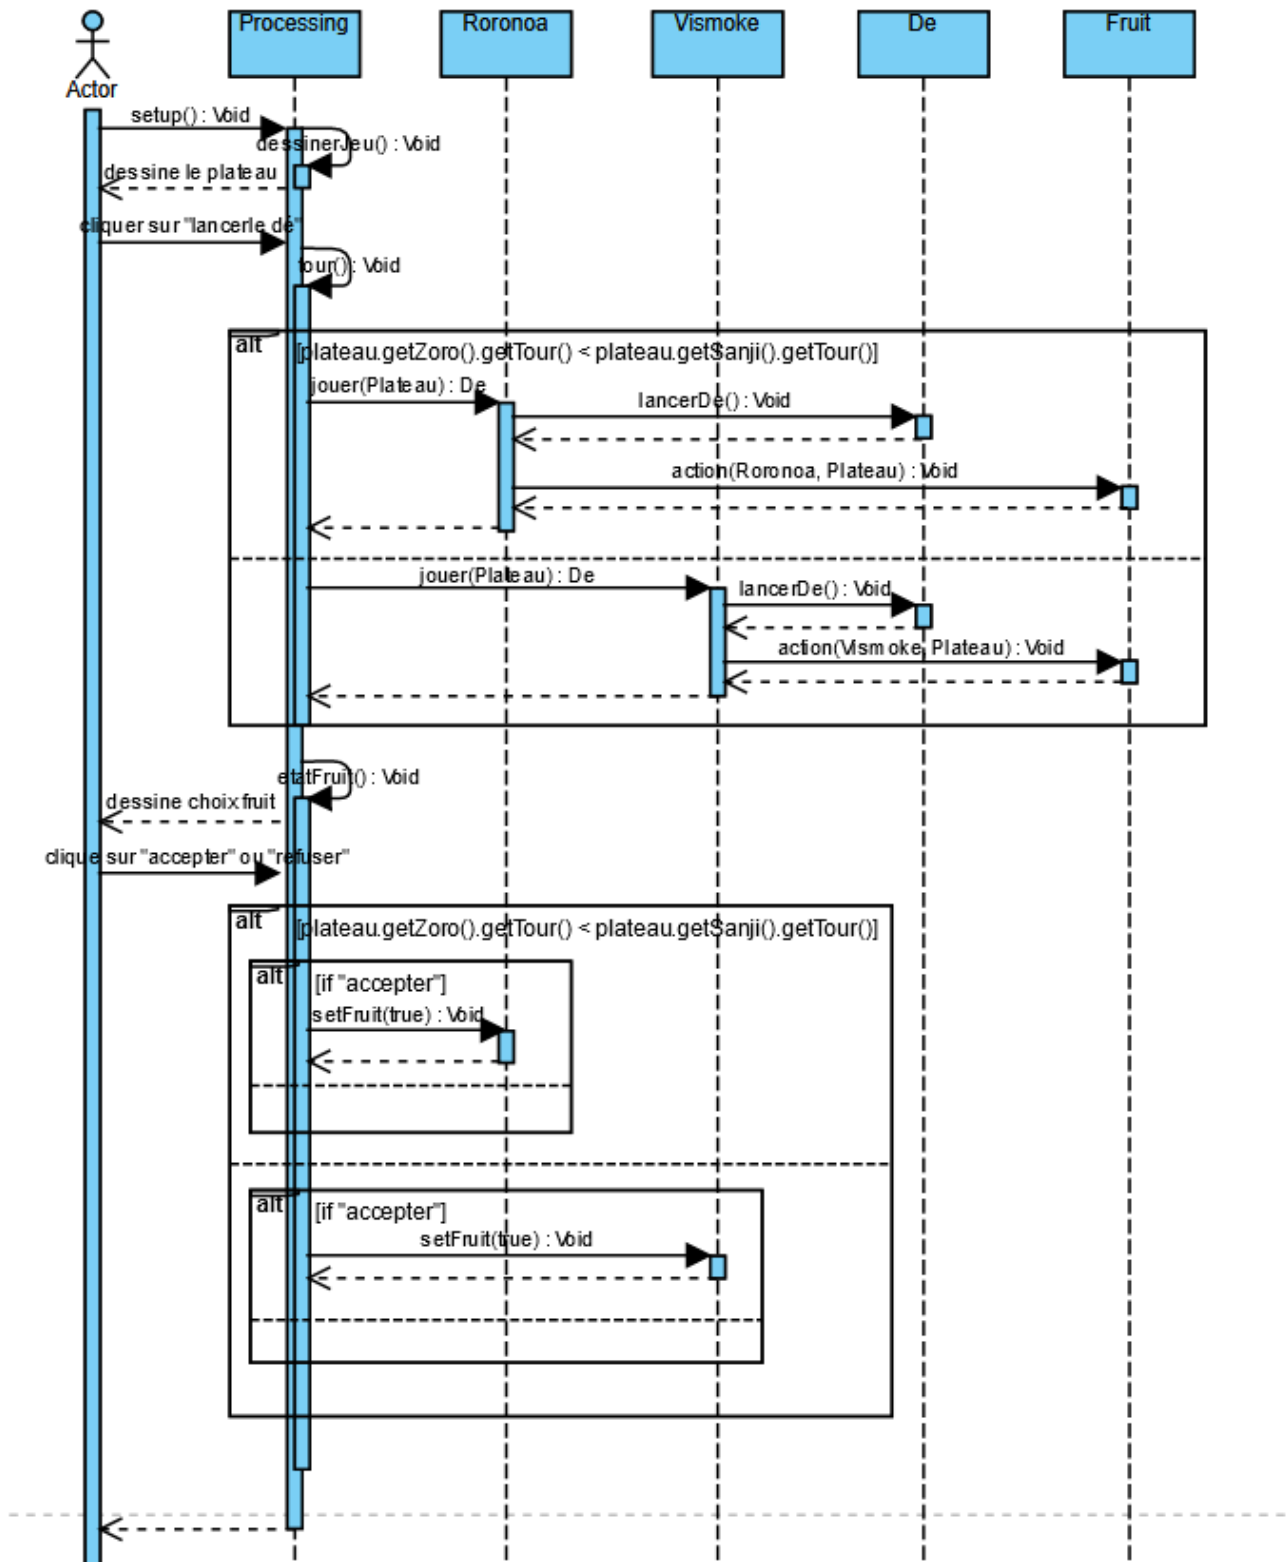 Processing
Roronoa
Vismoke
De
Fruit
Actor
setup() : Void
dessinerJeu() : Void
dessine le plateau
cliquer sur "lancerle dé"
tour() : Void
alt
[plateau.getZoro().getTour() < plateau.getSanji().getTour()]
jouer(Plateau) : De
lancerDe() : Void
action(Roronoa, Plateau) : Void
jouer(Plateau) : De
lancerDe() : Void
action(Vismoke, Plateau) : Void
etatFruit() : Void
dessine choix fruit
clique sur "accepter" ou "refuser"
alt
[plateau.getZoro().getTour() < plateau.getSanji().getTour()]
alt
[if "accepter"]
setFruit(true) : Void
alt
[if "accepter"]
setFruit(true) : Void